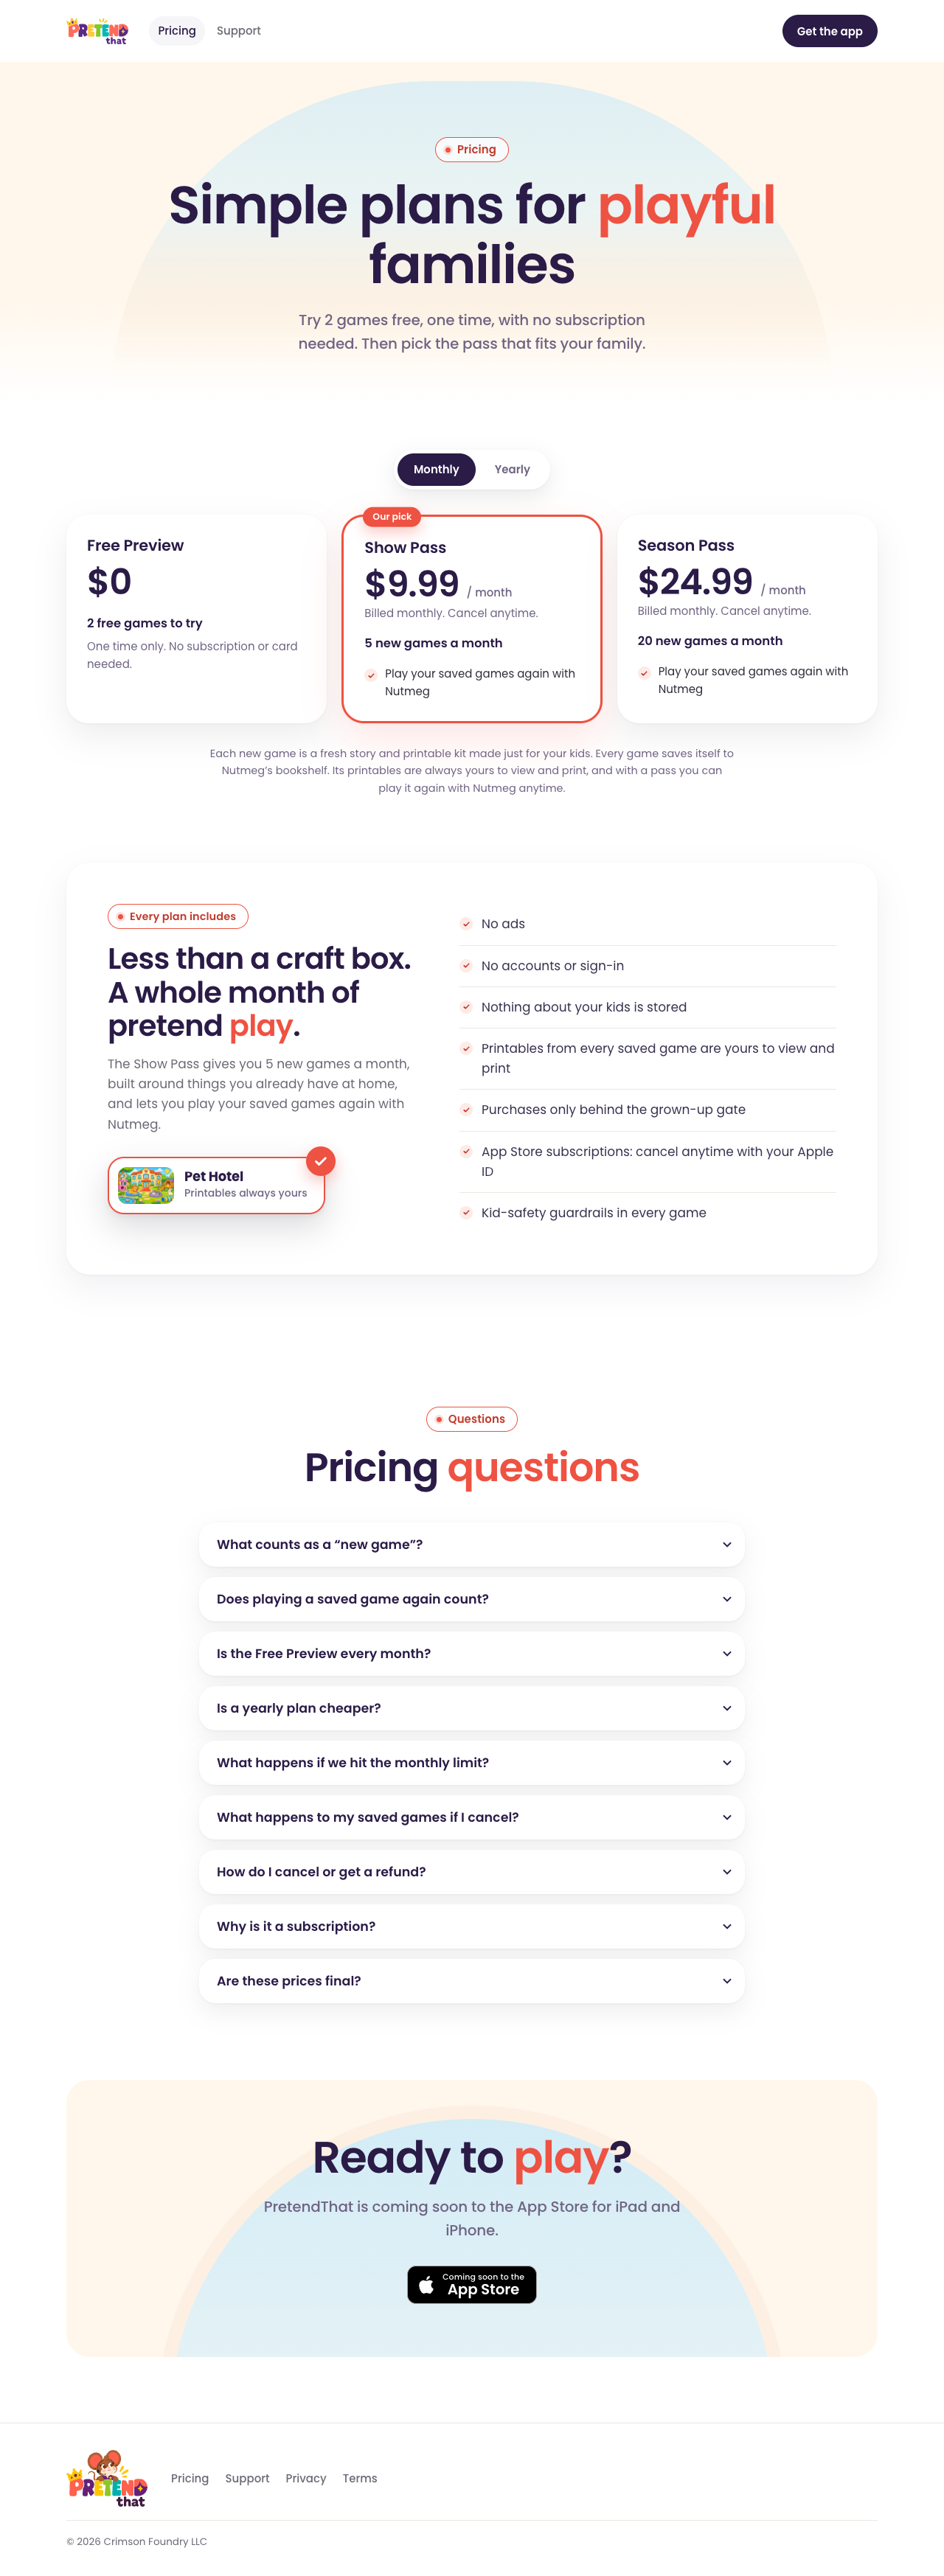 PRETEND
that
Pricing
Support
Get the app
Pricing
Simple plans for playful
families
Try 2 games free, one time, with no subscription
needed. Then pick the pass that fits your family.
Monthly
Yearly
Free Preview
$0
2 free games to try
One time only. No subscription or card
needed.
Our pick
Show Pass
$9.99 / month
Billed monthly. Cancel anytime.
5 new games a month
Play your saved games again with
Nutmeg
Season Pass
$24.99 / month
Billed monthly. Cancel anytime.
20 new games a month
Play your saved games again with
Nutmeg
Each new game is a fresh story and printable kit made just for your kids. Every game saves itself to
Nutmeg’s bookshelf. Its printables are always yours to view and print, and with a pass you can
play it again with Nutmeg anytime.
Every plan includes
Less than a craft box.
A whole month of
pretend play.
The Show Pass gives you 5 new games a month,
built around things you already have at home,
and lets you play your saved games again with
Nutmeg.
Pet Hotel
Printables always yours
No ads
No accounts or sign-in
Nothing about your kids is stored
Printables from every saved game are yours to view and
print
Purchases only behind the grown-up gate
App Store subscriptions: cancel anytime with your Apple
ID
Kid-safety guardrails in every game
Questions
Pricing questions
What counts as a “new game”?
Does playing a saved game again count?
Is the Free Preview every month?
Is a yearly plan cheaper?
What happens if we hit the monthly limit?
What happens to my saved games if I cancel?
How do I cancel or get a refund?
Why is it a subscription?
Are these prices final?
Ready to play?
PretendThat is coming soon to the App Store for iPad and
iPhone.
Coming soon to the
App Store
PRETEND
that
Pricing
Support
Privacy
Terms
© 2026 Crimson Foundry LLC